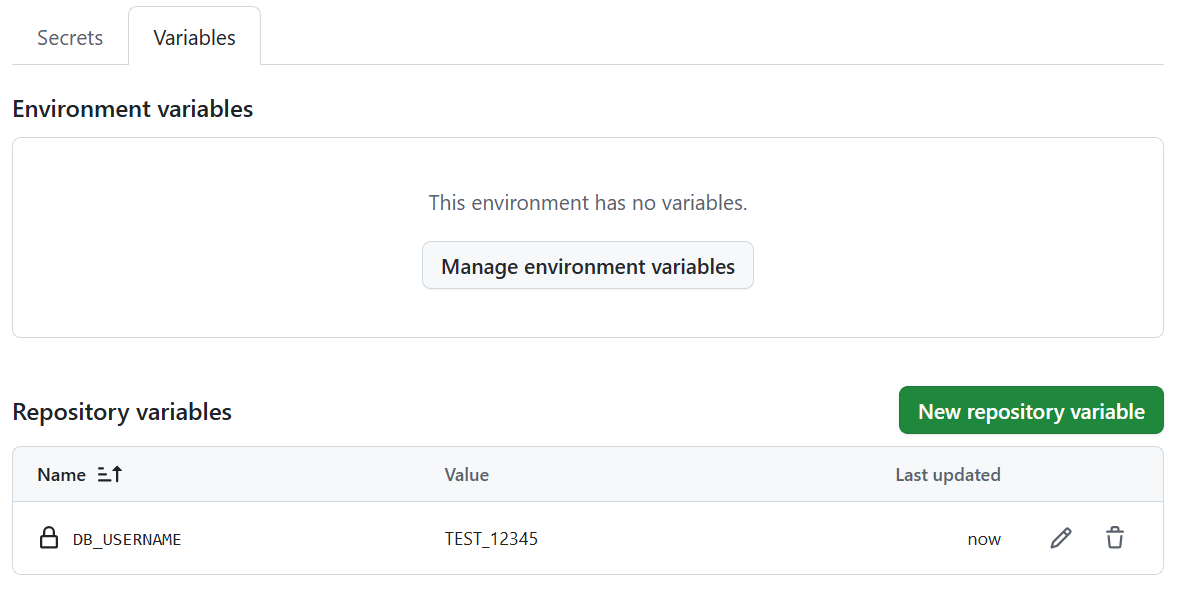 Secrets Variables
Environment variables
This environment has no variables.
Manage environment variables
Repository variables New repository variable
Name Value Last updated
DB_USERNAME TEST_12345 now